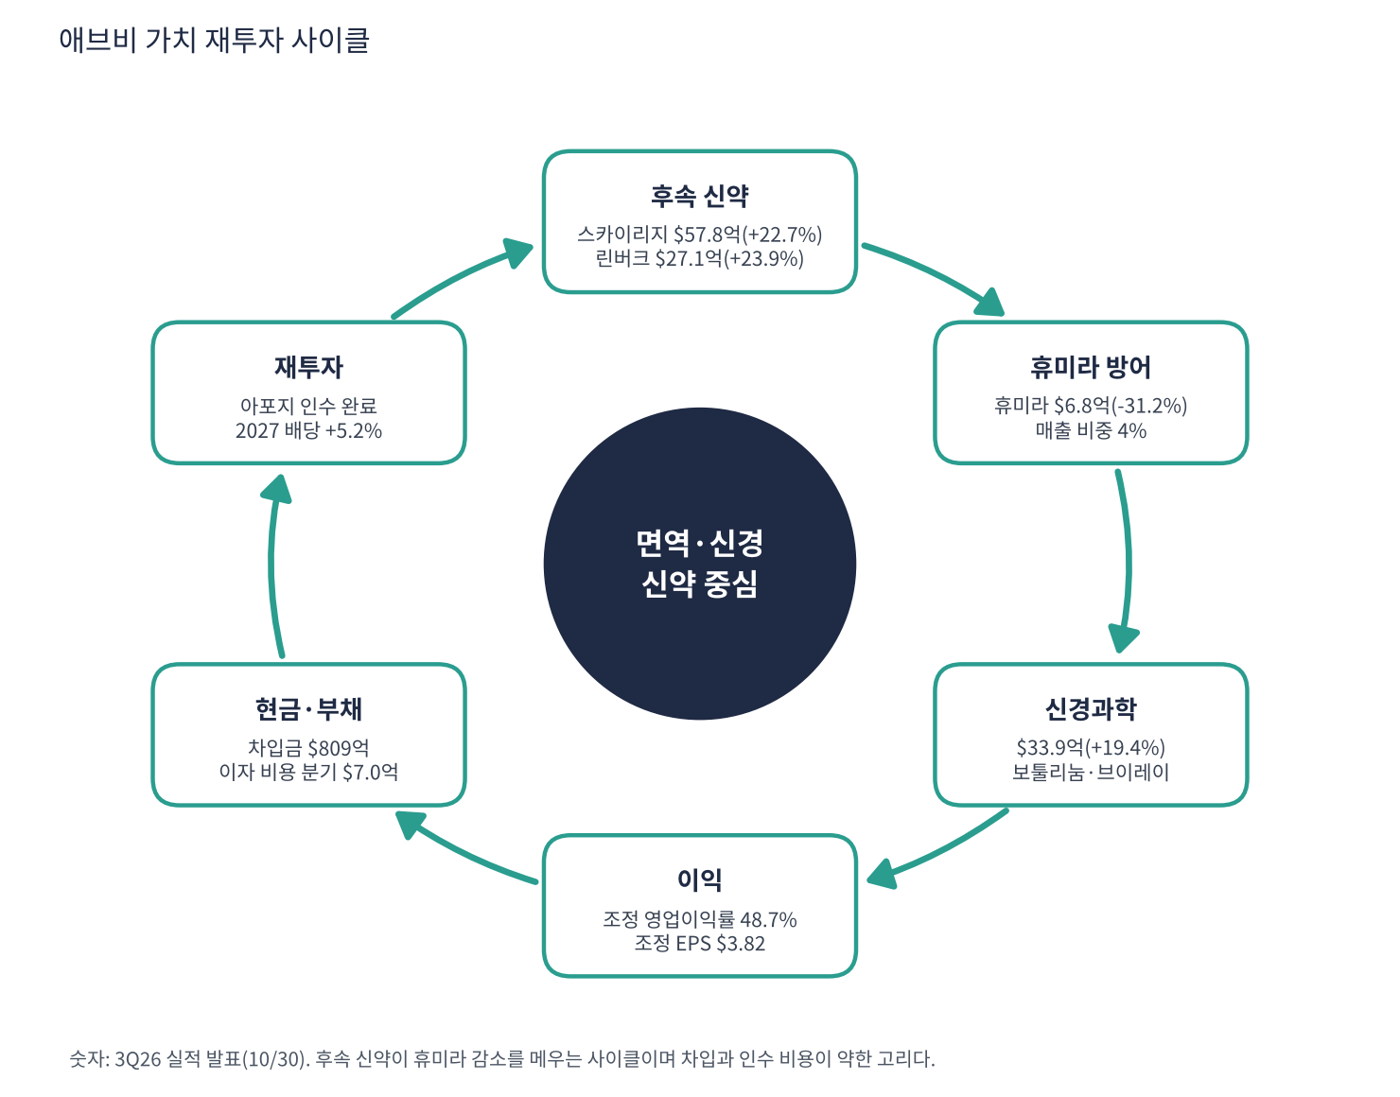 애브비 가치 재투자 사이클
후속 신약
스카이리지 $57.8억(+22.7%)
린버크 $27.1억(+23.9%)
휴미라 방어
휴미라 $6.8억(-31.2%)
매출 비중 4%
신경과학
$33.9억(+19.4%)
보툴리눔·브이레이
이익
조정 영업이익률 48.7%
조정 EPS $3.82
현금·부채
차입금 $809억
이자 비용 분기 $7.0억
재투자
아포지 인수 완료
2027 배당 +5.2%
면역·신경
신약 중심
숫자: 3Q26 실적 발표(10/30). 후속 신약이 휴미라 감소를 메우는 사이클이며 차입과 인수 비용이 약한 고리다.